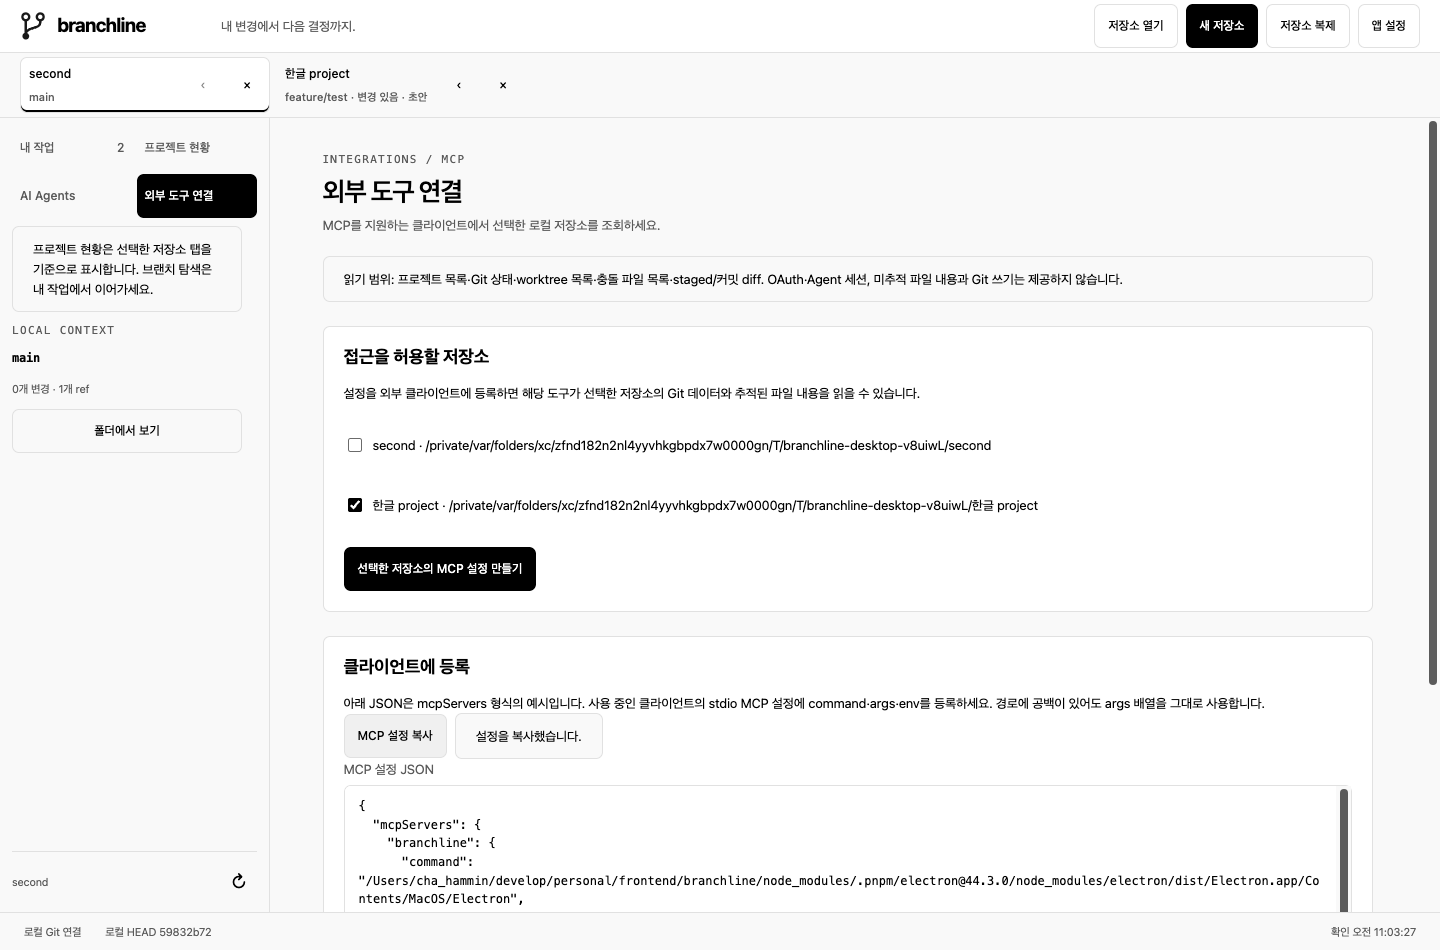 branchline
내 변경에서 다음 결정까지.
저장소 열기
새 저장소
저장소 복제
앱 설정
second
main
‹
×
한글 project
feature/test · 변경 있음 · 초안
‹
×
내 작업 2
프로젝트 현황
AI Agents
외부 도구 연결
프로젝트 현황은 선택한 저장소 탭을
기준으로 표시합니다. 브랜치 탐색은
내 작업에서 이어가세요.
LOCAL CONTEXT
main
0개 변경 · 1개 ref
폴더에서 보기
second
INTEGRATIONS / MCP
외부 도구 연결
MCP를 지원하는 클라이언트에서 선택한 로컬 저장소를 조회하세요.
읽기 범위: 프로젝트 목록·Git 상태·worktree 목록·충돌 파일 목록·staged/커밋 diff. OAuth·Agent 세션, 미추적 파일 내용과 Git 쓰기는 제공하지 않습니다.
접근을 허용할 저장소
설정을 외부 클라이언트에 등록하면 해당 도구가 선택한 저장소의 Git 데이터와 추적된 파일 내용을 읽을 수 있습니다.
second · /private/var/folders/xc/zfnd182n2nl4yyvhkgbpdx7w0000gn/T/branchline-desktop-v8uiwL/second
한글 project · /private/var/folders/xc/zfnd182n2nl4yyvhkgbpdx7w0000gn/T/branchline-desktop-v8uiwL/한글 project
선택한 저장소의 MCP 설정 만들기
클라이언트에 등록
아래 JSON은 mcpServers 형식의 예시입니다. 사용 중인 클라이언트의 stdio MCP 설정에 command·args·env를 등록하세요. 경로에 공백이 있어도 args 배열을 그대로 사용합니다.
MCP 설정 복사
설정을 복사했습니다.
MCP 설정 JSON
{
"mcpServers": {
"branchline": {
"command":
"/Users/cha_hammin/develop/personal/frontend/branchline/node_modules/.pnpm/electron@44.3.0/node_modules/electron/dist/Electron.app/Co
ntents/MacOS/Electron",
로컬 Git 연결
로컬 HEAD 59832b72
확인 오전 11:03:27